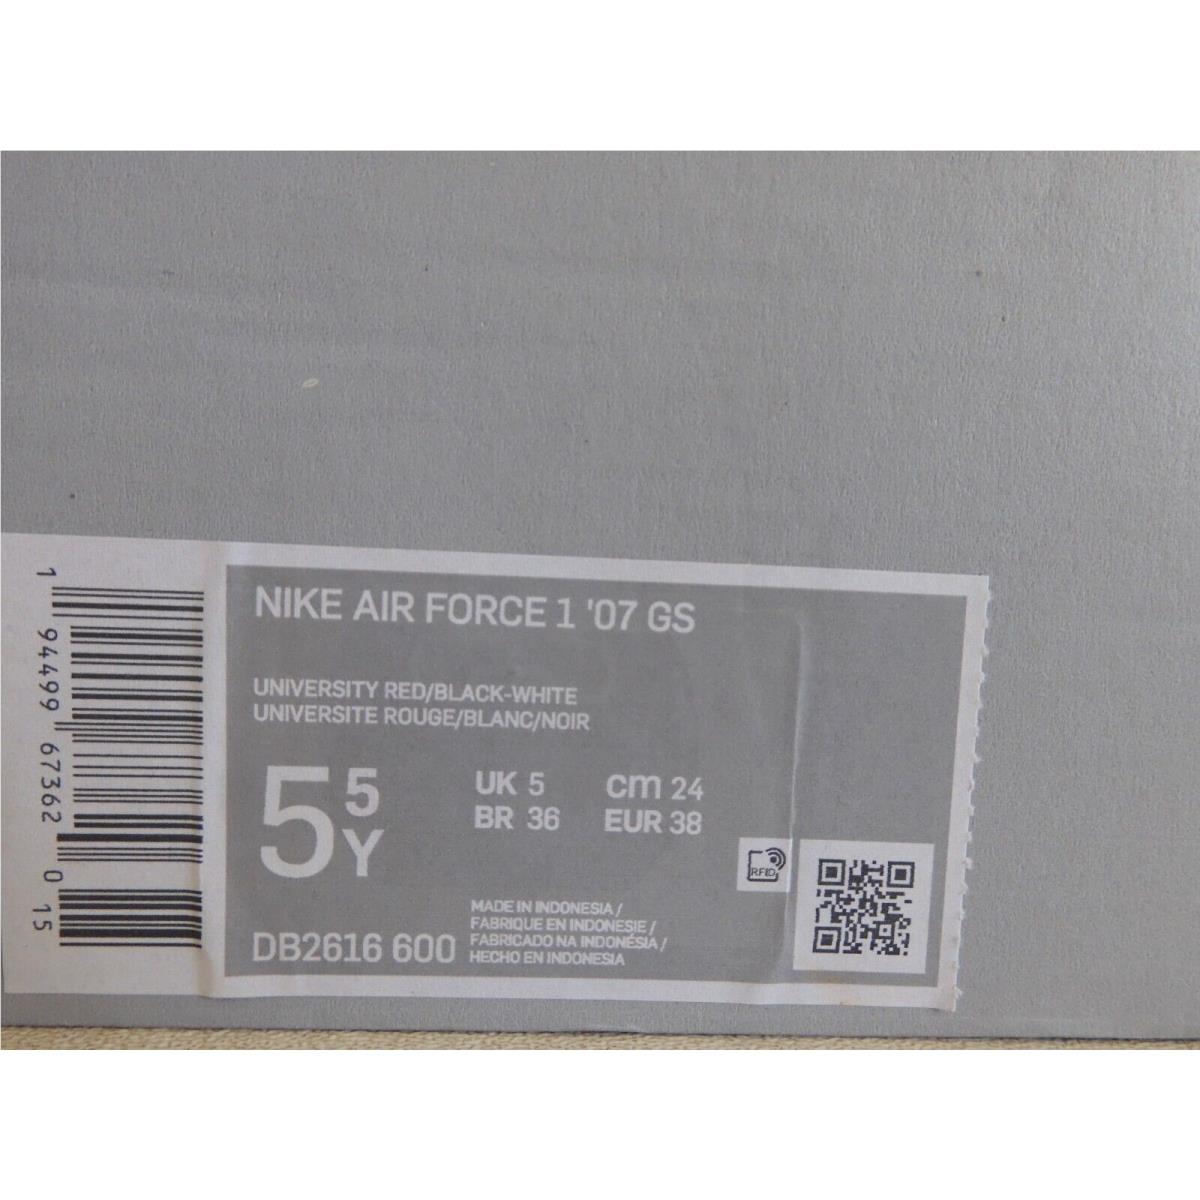 NIKE AIR FORCE 1 '07 GS
UNIVERSITY RED/BLACK-WHITE
UNIVERSITE ROUGE/BLANC/NOIR
5 5 Y
UK 5 cm 24
BR 36 EUR 38
RFID
MADE IN INDONESIA /
FABRIQUE EN INDONESIE /
FABRICADO NA INDONÉSIA /
HECHO EN INDONESIA
DB2616 600
1 94499 67362 0 15